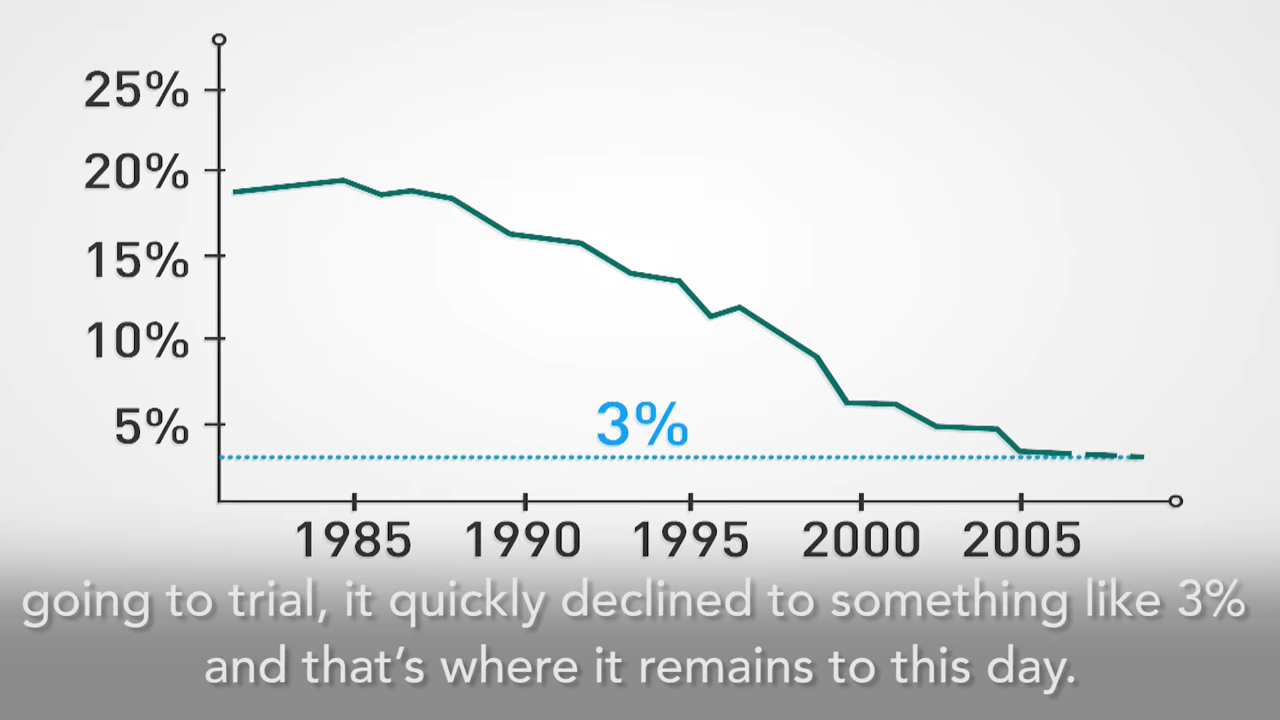 25%
20%
15%
10%
5%
3%
1985 1990 1995 2000 2005
going to trial, it quickly declined to something like 3%
and that’s where it remains to this day.